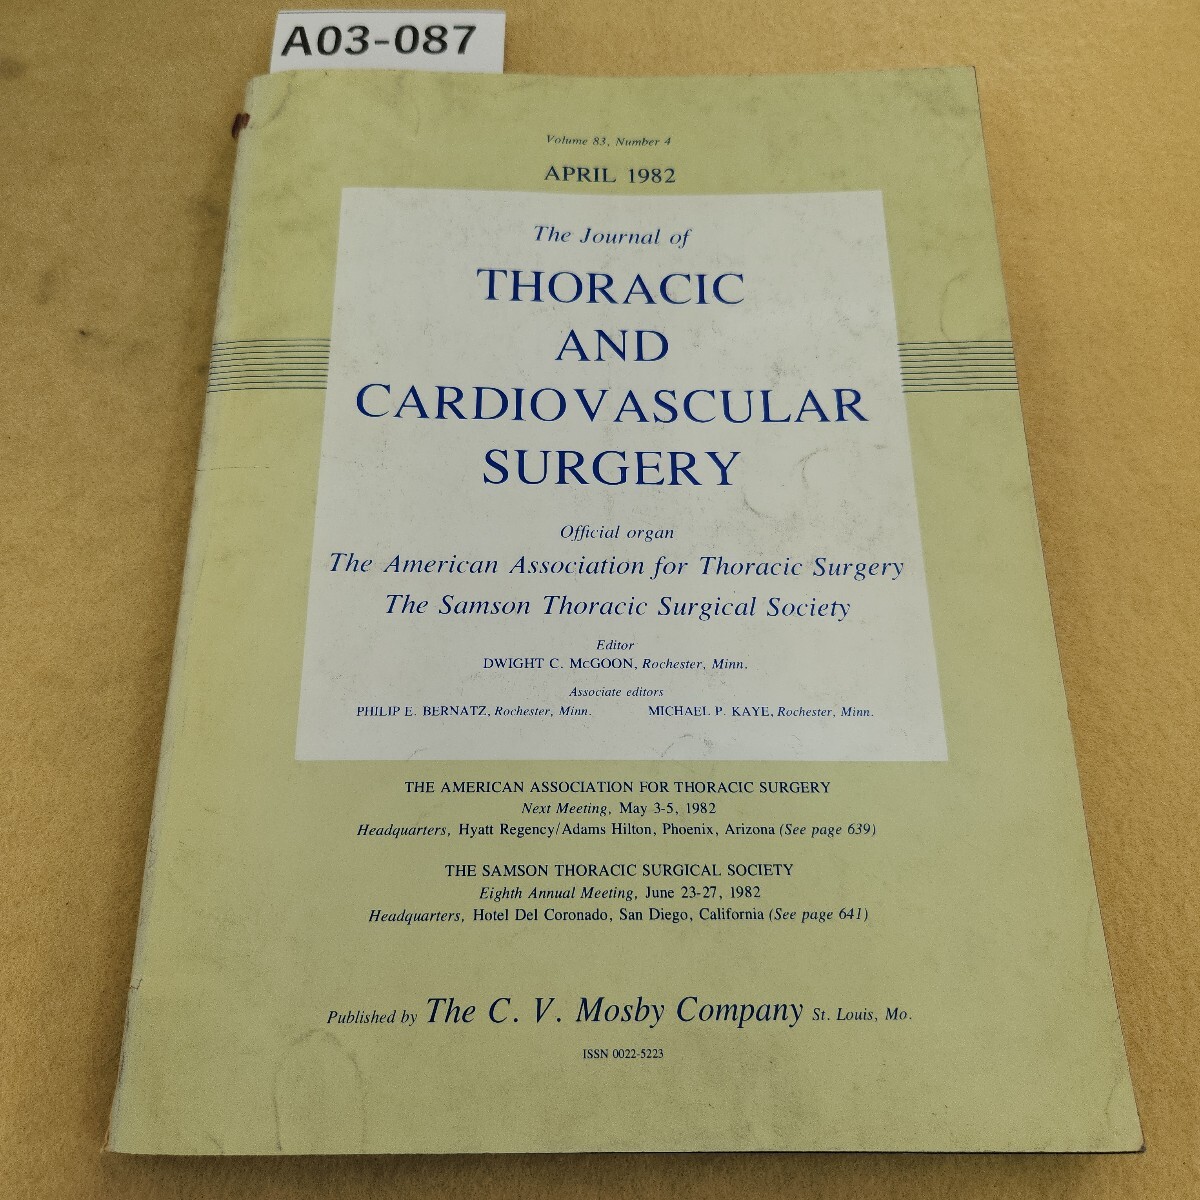 A03-087
Volume 83, Number 4
APRIL 1982
The Journal of
THORACIC
AND
CARDIOVASCULAR
SURGERY
Official organ
The American Association for Thoracic Surgery
The Samson Thoracic Surgical Society
Editor
DWIGHT C. McGOON, Rochester, Minn.
Associate editors
PHILIP E. BERNATZ, Rochester, Minn. MICHAEL P. KAYE, Rochester, Minn.
THE AMERICAN ASSOCIATION FOR THORACIC SURGERY
Next Meeting, May 3-5, 1982
Headquarters, Hyatt Regency/Adams Hilton, Phoenix, Arizona (See page 639)
THE SAMSON THORACIC SURGICAL SOCIETY
Eighth Annual Meeting, June 23-27, 1982
Headquarters, Hotel Del Coronado, San Diego, California (See page 641)
Published by The C. V. Mosby Company St. Louis, Mo.
ISSN 0022-5223